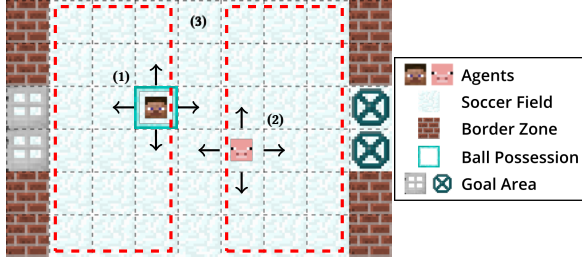 (3)
(1)
(2)
Agents
Soccer Field
Border Zone
Ball Possession
Goal Area